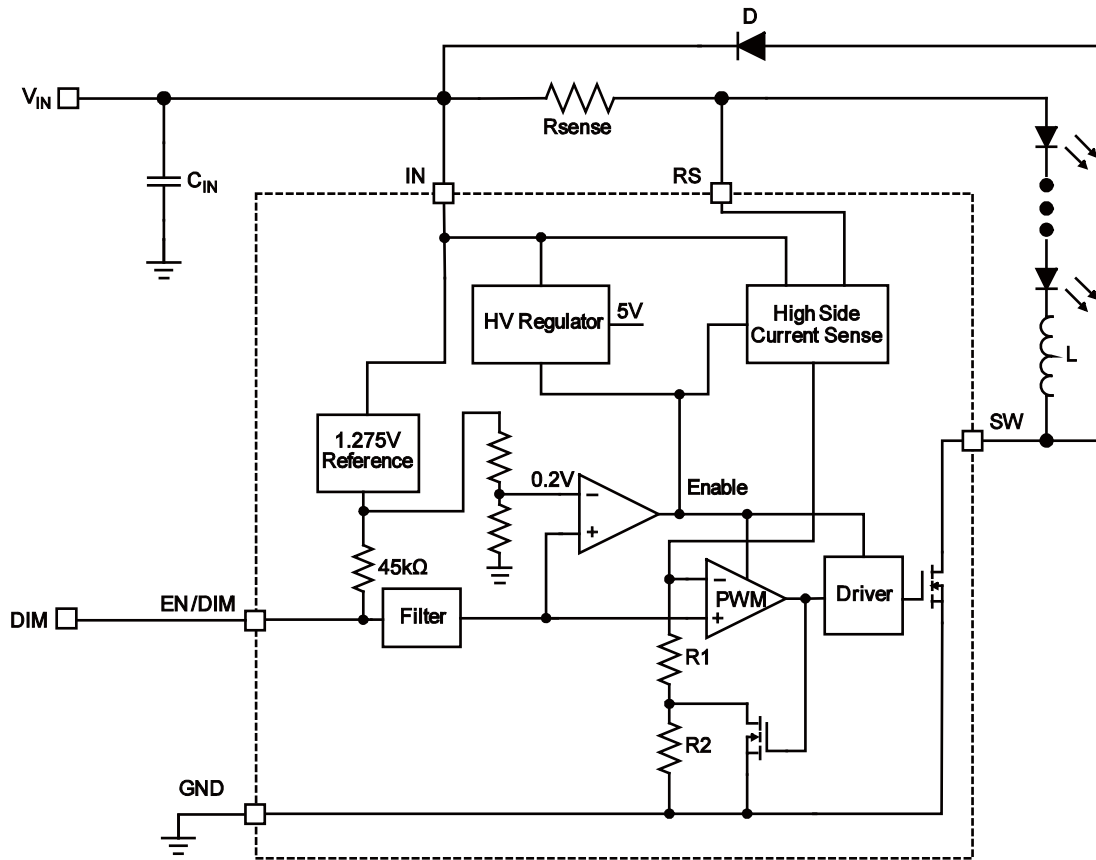 D
VIN
Rsense
CIN
IN
RS
HV Regulator
5V
High Side
Current Sense
L
SW
1.275V
Reference
0.2V
−
+
Enable
45kΩ
EN/DIM
DIM
Filter
−
PWM
+
Driver
R1
R2
GND